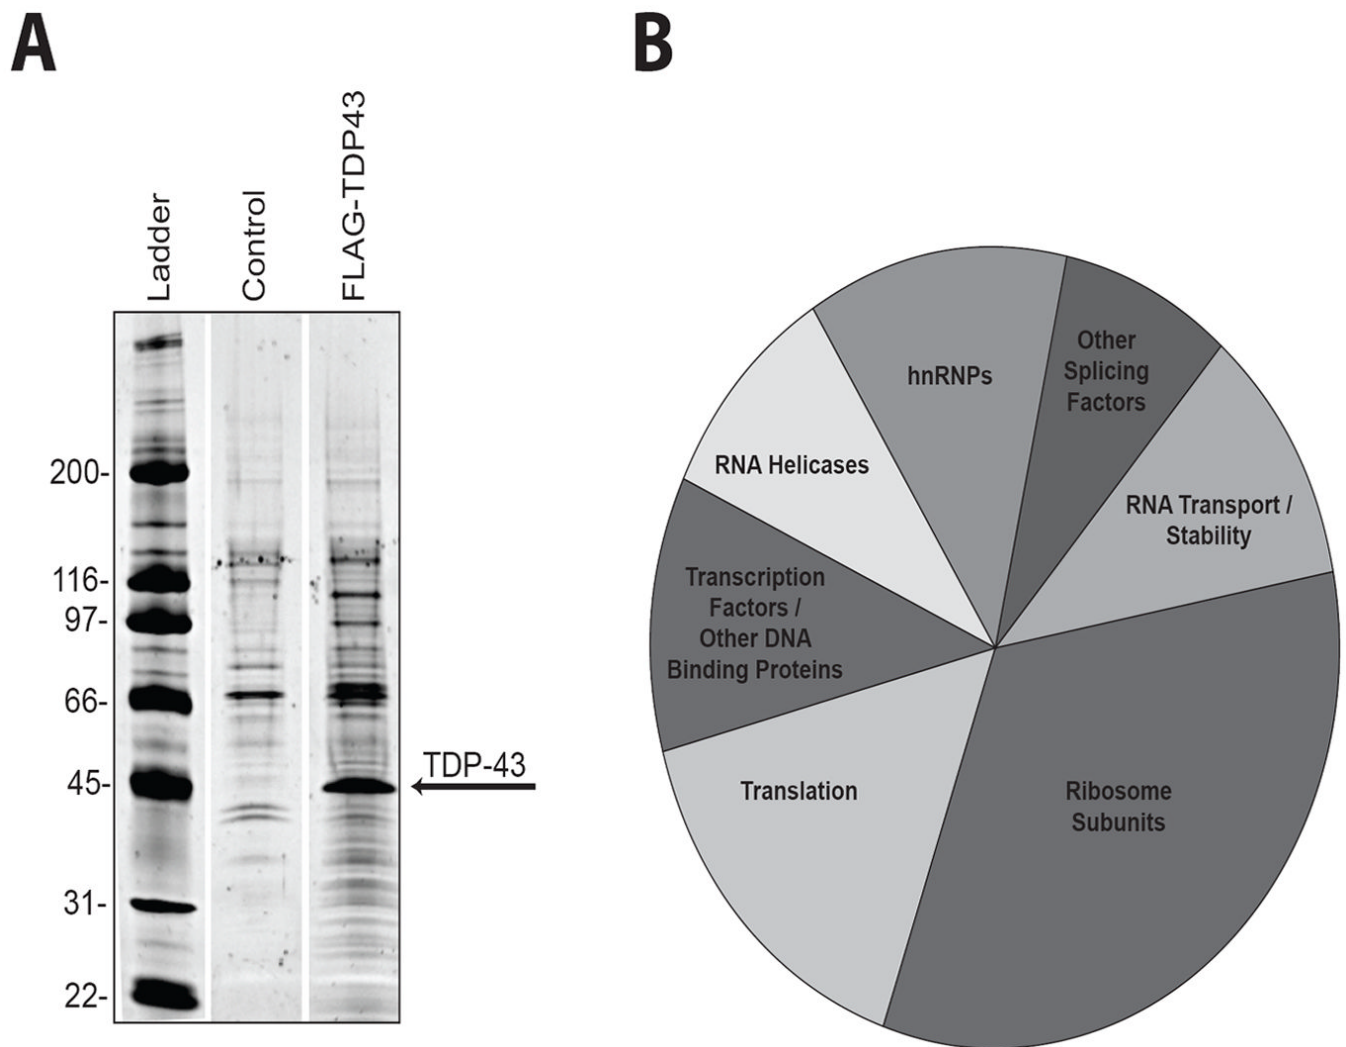 A
Ladder
Control
FLAG-TDP43
200-
116-
97-
66-
45-
31-
22-
TDP-43
B
hnRNPs
Other
Splicing
Factors
RNA Helicases
RNA Transport /
Stability
Transcription
Factors /
Other DNA
Binding Proteins
Translation
Ribosome
Subunits